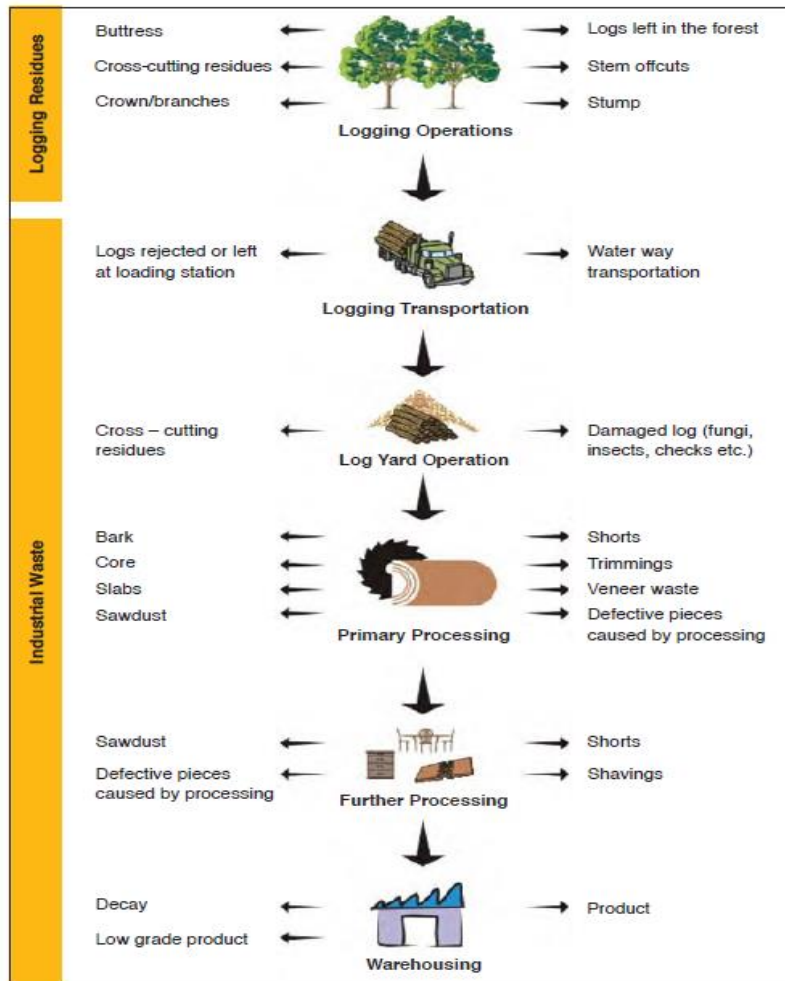 Logging Residues
Buttress
Logs left in the forest
Cross-cutting residues
Stem offcuts
Crown/branches
Stump
Logging Operations
Industrial Waste
Logs rejected or left
at loading station
Water way
transportation
Logging Transportation
Cross – cutting
residues
Damaged log (fungi,
insects, checks etc.)
Log Yard Operation
Bark
Shorts
Core
Trimmings
Slabs
Veneer waste
Sawdust
Defective pieces
caused by processing
Primary Processing
Sawdust
Shorts
Defective pieces
caused by processing
Shavings
Further Processing
Decay
Product
Low grade product
Warehousing